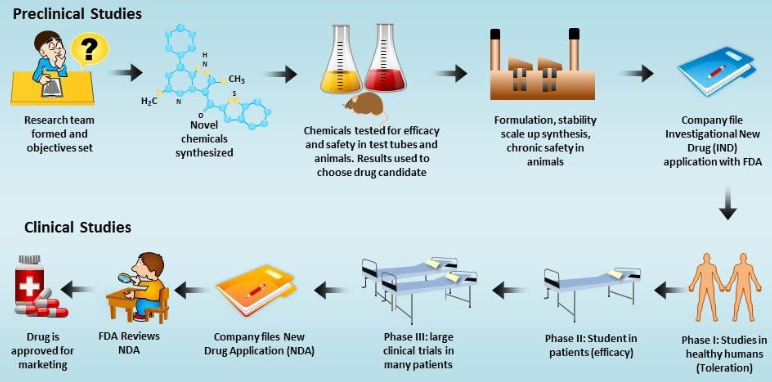 Preclinical Studies
Research team
formed and
objectives set
H
N
CH3
S
H2C
N
O
Novel
chemicals
synthesized
Chemicals tested for efficacy
and safety in test tubes and
animals. Results used to
choose drug candidate
Formulation, stability
scale up synthesis,
chronic safety in
animals
Company file
Investigational New
Drug (IND)
application with FDA
Clinical Studies
Drug is
approved for
marketing
FDA Reviews
NDA
Company files New
Drug Application (NDA)
Phase III: large
clinical trials in
many patients
Phase II: Student in
patients (efficacy)
Phase I: Studies in
healthy humans
(Toleration)